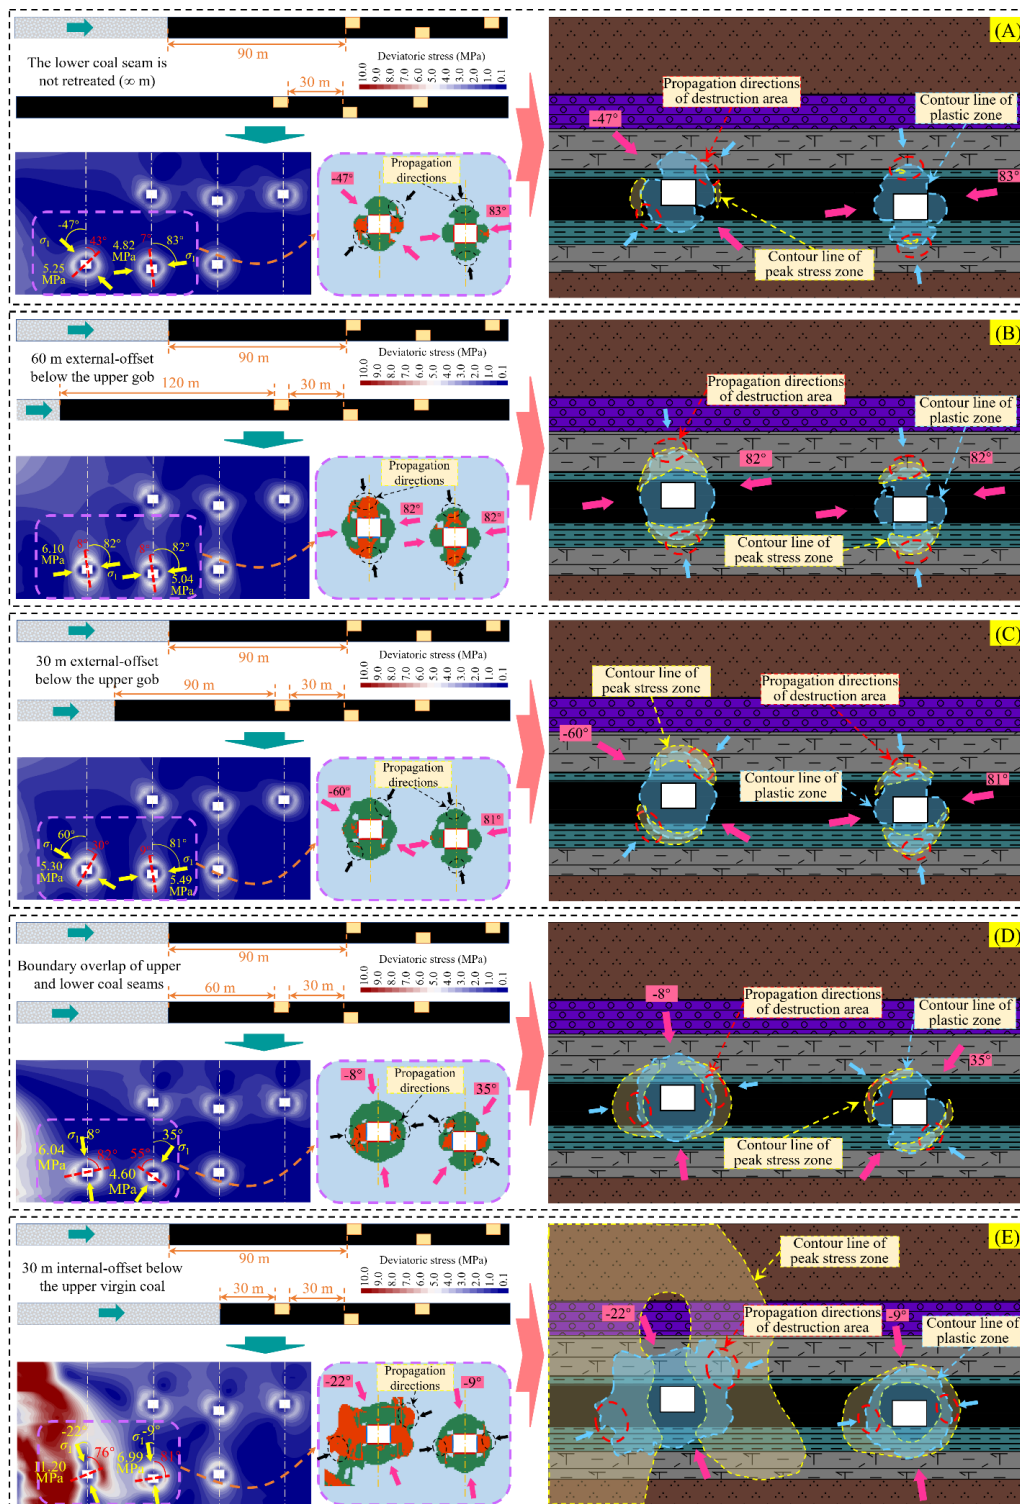 90 m
The lower coal seam is
not retreated (∞ m)
30 m
Deviatoric stress (MPa)
10.0
9.0
8.0
7.0
6.0
5.0
4.0
3.0
2.0
1.0
0.1
-47°
σ1
43°
4.82
MPa
7°
83°
σ1
5.25
MPa
Propagation
directions
-47°
83°
(A)
Propagation directions
of destruction area
Contour line of
plastic zone
-47°
83°
Contour line of
peak stress zone
90 m
60 m external-offset
below the upper gob
120 m
30 m
Deviatoric stress (MPa)
10.0
9.0
8.0
7.0
6.0
5.0
4.0
3.0
2.0
1.0
0.1
6.10
MPa
8°
82°
σ1
8°
82°
5.04
MPa
Propagation
directions
82°
82°
(B)
Propagation directions
of destruction area
Contour line of
plastic zone
82°
82°
Contour line of
peak stress zone
90 m
30 m external-offset
below the upper gob
90 m
30 m
Deviatoric stress (MPa)
10.0
9.0
8.0
7.0
6.0
5.0
4.0
3.0
2.0
1.0
0.1
60°
σ1
30°
81°
σ1
5.30
MPa
5.49
MPa
Propagation
directions
-60°
81°
(C)
Contour line of
peak stress zone
Propagation directions
of destruction area
-60°
Contour line of
plastic zone
81°
90 m
Boundary overlap of upper
and lower coal seams
60 m
30 m
Deviatoric stress (MPa)
10.0
9.0
8.0
7.0
6.0
5.0
4.0
3.0
2.0
1.0
0.1
σ1
-8°
6.04
MPa
82°
55°
35°
σ1
4.60
MPa
Propagation
directions
-8°
35°
(D)
-8°
Propagation directions
of destruction area
Contour line of
plastic zone
35°
Contour line of
peak stress zone
90 m
30 m internal-offset below
the upper virgin coal
30 m
30 m
Deviatoric stress (MPa)
10.0
9.0
8.0
7.0
6.0
5.0
4.0
3.0
2.0
1.0
0.1
-22°
σ1
76°
11.20
MPa
σ1
-9°
6.99
MPa
Propagation
directions
-22°
-9°
(E)
Contour line of
peak stress zone
-22°
Propagation directions
of destruction area
-9°
Contour line of
plastic zone